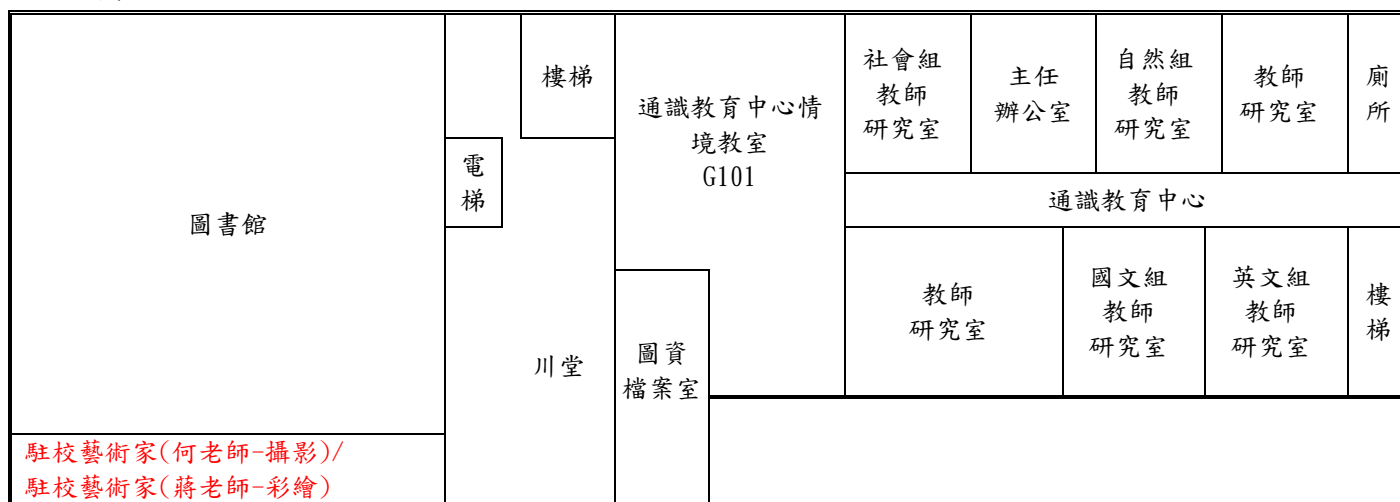 圖書館
電
梯
樓梯
川堂
通識教育中心情
境教室
G101
圖資
檔案室
社會組
教師
研究室
主任
辦公室
自然組
教師
研究室
教師
研究室
廁
所
通識教育中心
教師
研究室
國文組
教師
研究室
英文組
教師
研究室
樓
梯
駐校藝術家(何老師-攝影)/
駐校藝術家(蔣老師-彩繪)